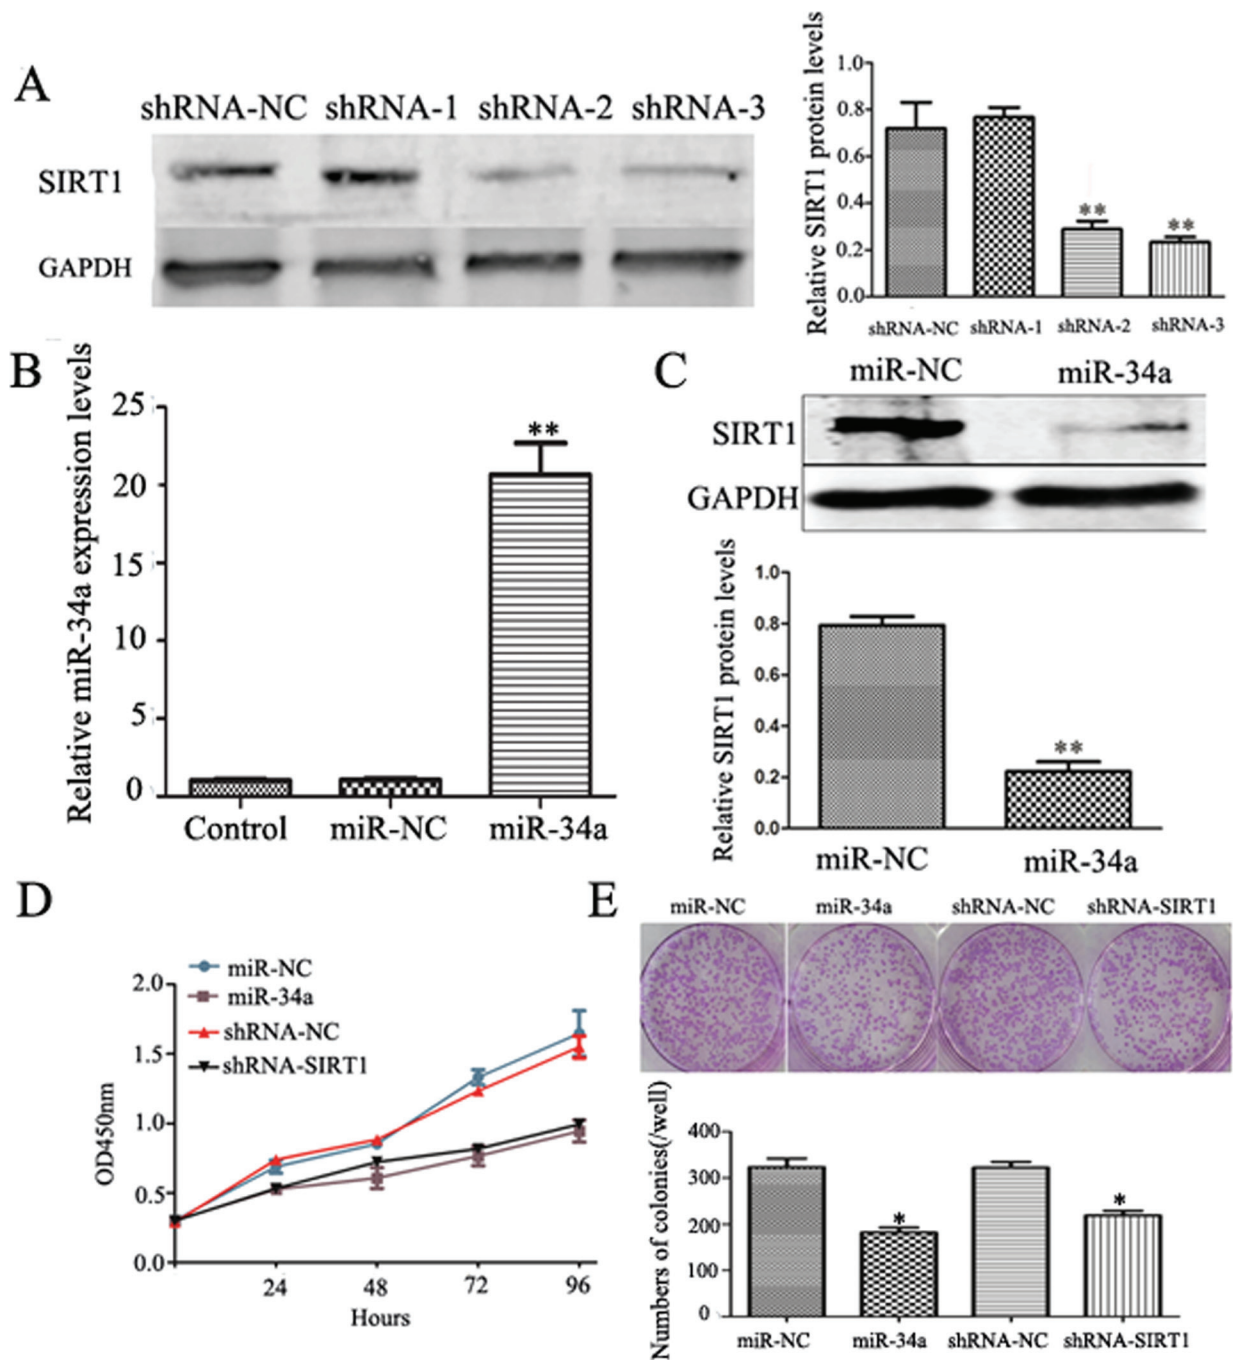 A
shRNA-NC shRNA-1 shRNA-2 shRNA-3
SIRT1
GAPDH
Relative SIRT1 protein levels
1.0
0.8
0.6
0.4
0.2
0.0
** **
shRNA-NC shRNA-1 shRNA-2 shRNA-3
B
Relative miR-34a expression levels
25
20
15
10
5
0
**
Control miR-NC miR-34a
C
miR-NC miR-34a
SIRT1
GAPDH
Relative SIRT1 protein levels
1.0
0.8
0.6
0.4
0.2
0.0
**
miR-NC miR-34a
D
miR-NC
miR-34a
shRNA-NC
shRNA-SIRT1
OD450nm
2.0
1.5
1.0
0.5
0.0
24 48 72 96
Hours
E
miR-NC miR-34a shRNA-NC shRNA-SIRT1
Numbers of colonies(/well)
400
300
200
100
0
* *
miR-NC miR-34a shRNA-NC shRNA-SIRT1